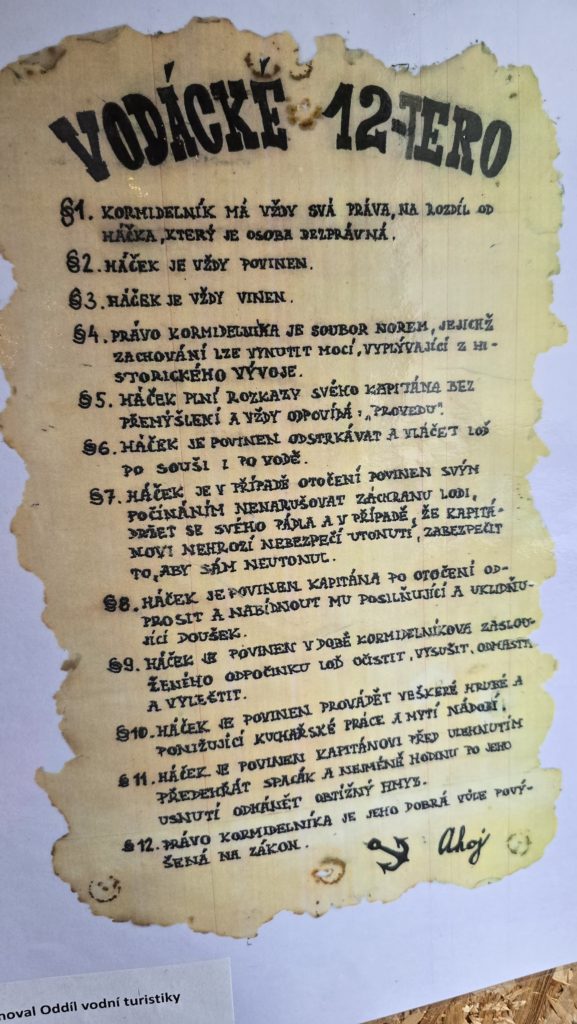 VODÁCKÉ 12-TERO
§1. KORMIDELNÍK MÁ VŽDY SVÁ PRÁVA, NA ROZDÍL OD
HÁČKA, KTERÝ JE OSOBA BEZPRÁVNÁ.
§2. HÁČEK JE VŽDY POVINEN.
§3. HÁČEK JE VŽDY VINEN.
§4. PRÁVO KORMIDELNÍKA JE SOUBOR NOREM, JEJICHŽ
ZACHOVÁNÍ LZE VYNUTIT MOCÍ, VYPLÝVAJÍCÍ Z HI-
STORICKÉHO VÝVOJE.
§5. HÁČEK PLNÍ ROZKAZY SVÉHO KAPITÁNA BEZ
PŘEMÝŠLENÍ A VŽDY ODPOVÍDÁ: „PROVEDU".
§6. HÁČEK JE POVINEN ODSTRKÁVAT A VLÁČET LOĎ
PO SOUŠI I PO VODĚ.
§7. HÁČEK JE V PŘÍPADĚ OTOČENÍ POVINEN SVÝM
POČÍNÁNÍM NENARUŠOVAT ZÁCHRANU LODI,
DRŽET SE SVÉHO PÁDLA A V PŘÍPADĚ, ŽE KAPITÁ-
NOVI NEHROZÍ NEBEZPEČÍ UTONUTÍ, ZABEZPEČIT
TO, ABY SÁM NEUTONUL.
§8. HÁČEK JE POVINEN KAPITÁNA PO OTOČENÍ OD-
PROSIT A NABÍDNOUT MU POSILŇUJÍCÍ A UKLIDŇU-
JÍCÍ DOUŠEK.
§9. HÁČEK JE POVINEN V DOBĚ KORMIDELNÍKOVA ZASLOU-
ŽENÉHO ODPOČINKU LOĎ OČISTIT, VYSUŠIT,
A VYLEŠTIT.
§10. HÁČEK JE POVINEN PROVÁDĚT VEŠKERÉ HRUBÉ A
PONIŽUJÍCÍ KUCHAŘSKÉ PRÁCE A MYTÍ NÁDOBÍ.
§11. HÁČEK JE POVINEN KAPITÁNOVI PŘED ULEHNUTÍM
PŘEDEHŘÁT SPACÁK A NEJMÉNĚ HODINU PO JEHO
USNUTÍ ODHÁNĚT OBTÍŽNÝ HMYZ.
§12. PRÁVO KORMIDELNÍKA JE JEHO DOBRÁ VŮLE POVÝ-
ŠENÁ NA ZÁKON.
Ahoj
noval Oddíl vodní turistiky